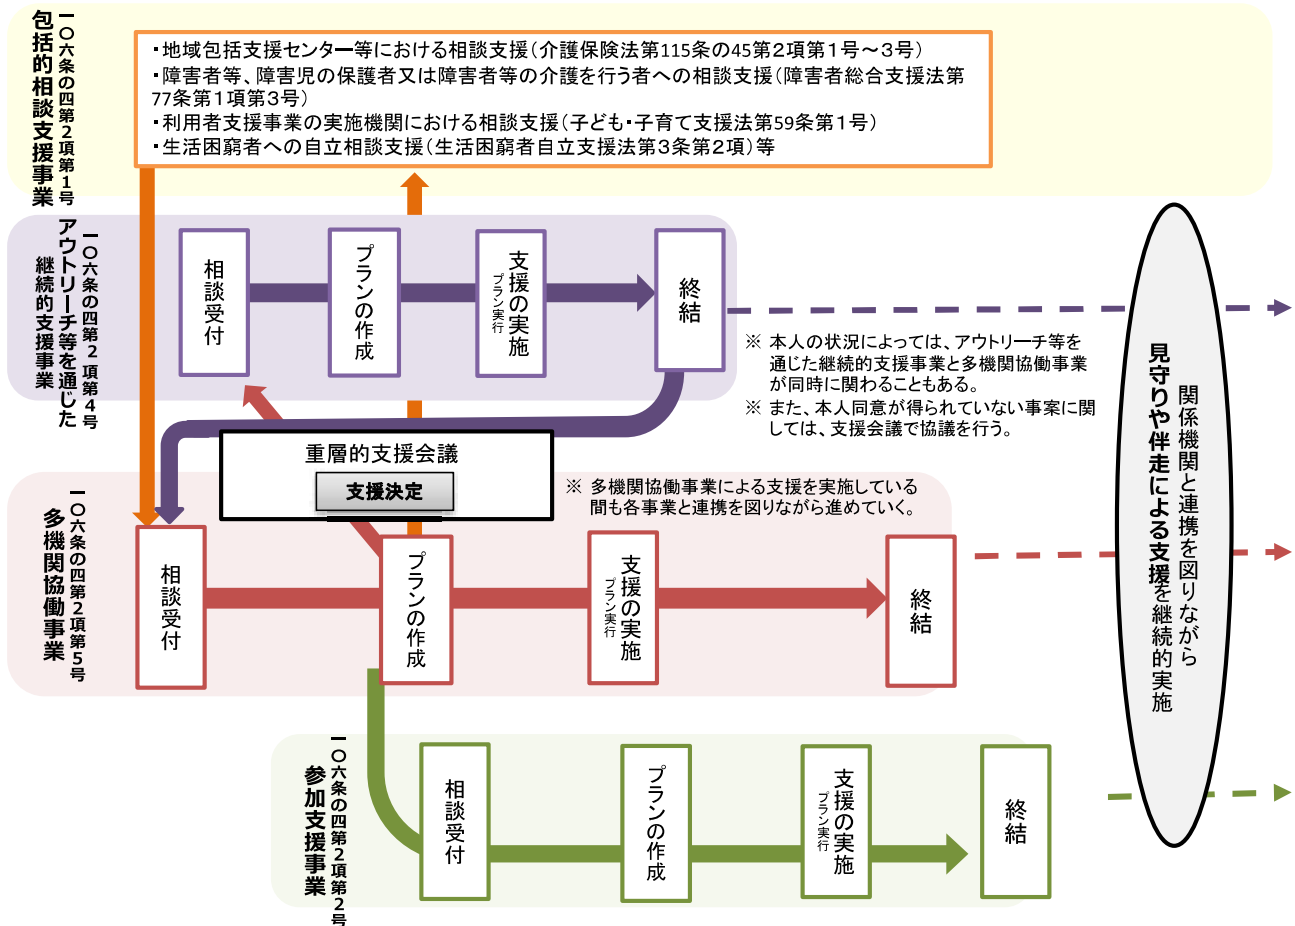 一〇六条の四第2項第1号
包括的相談支援事業
・地域包括支援センター等における相談支援（介護保険法第115条の45第２項第１号～３号）
・障害者等、障害児の保護者又は障害者等の介護を行う者への相談支援（障害者総合支援法第
77条第１項第３号）
・利用者支援事業の実施機関における相談支援（子ども・子育て支援法第59条第１号）
・生活困窮者への自立相談支援（生活困窮者自立支援法第３条第２項）等
一〇六条の四第2項第4号
アウトリーチ等を通じた
継続的支援事業
相談受付
プランの作成
支援の実施
プラン実行
終結
※ 本人の状況によっては、アウトリーチ等を
通じた継続的支援事業と多機関協働事業
が同時に関わることもある。
※ また、本人同意が得られていない事案に関
しては、支援会議で協議を行う。
重層的支援会議
支援決定
※ 多機関協働事業による支援を実施している
間も各事業と連携を図りながら進めていく。
一〇六条の四第2項第5号
多機関協働事業
相談受付
プランの作成
支援の実施
プラン実行
終結
一〇六条の四第2項第2号
参加支援事業
相談受付
プランの作成
支援の実施
プラン実行
終結
関係機関と連携を図りながら
見守りや伴走による支援を継続的実施